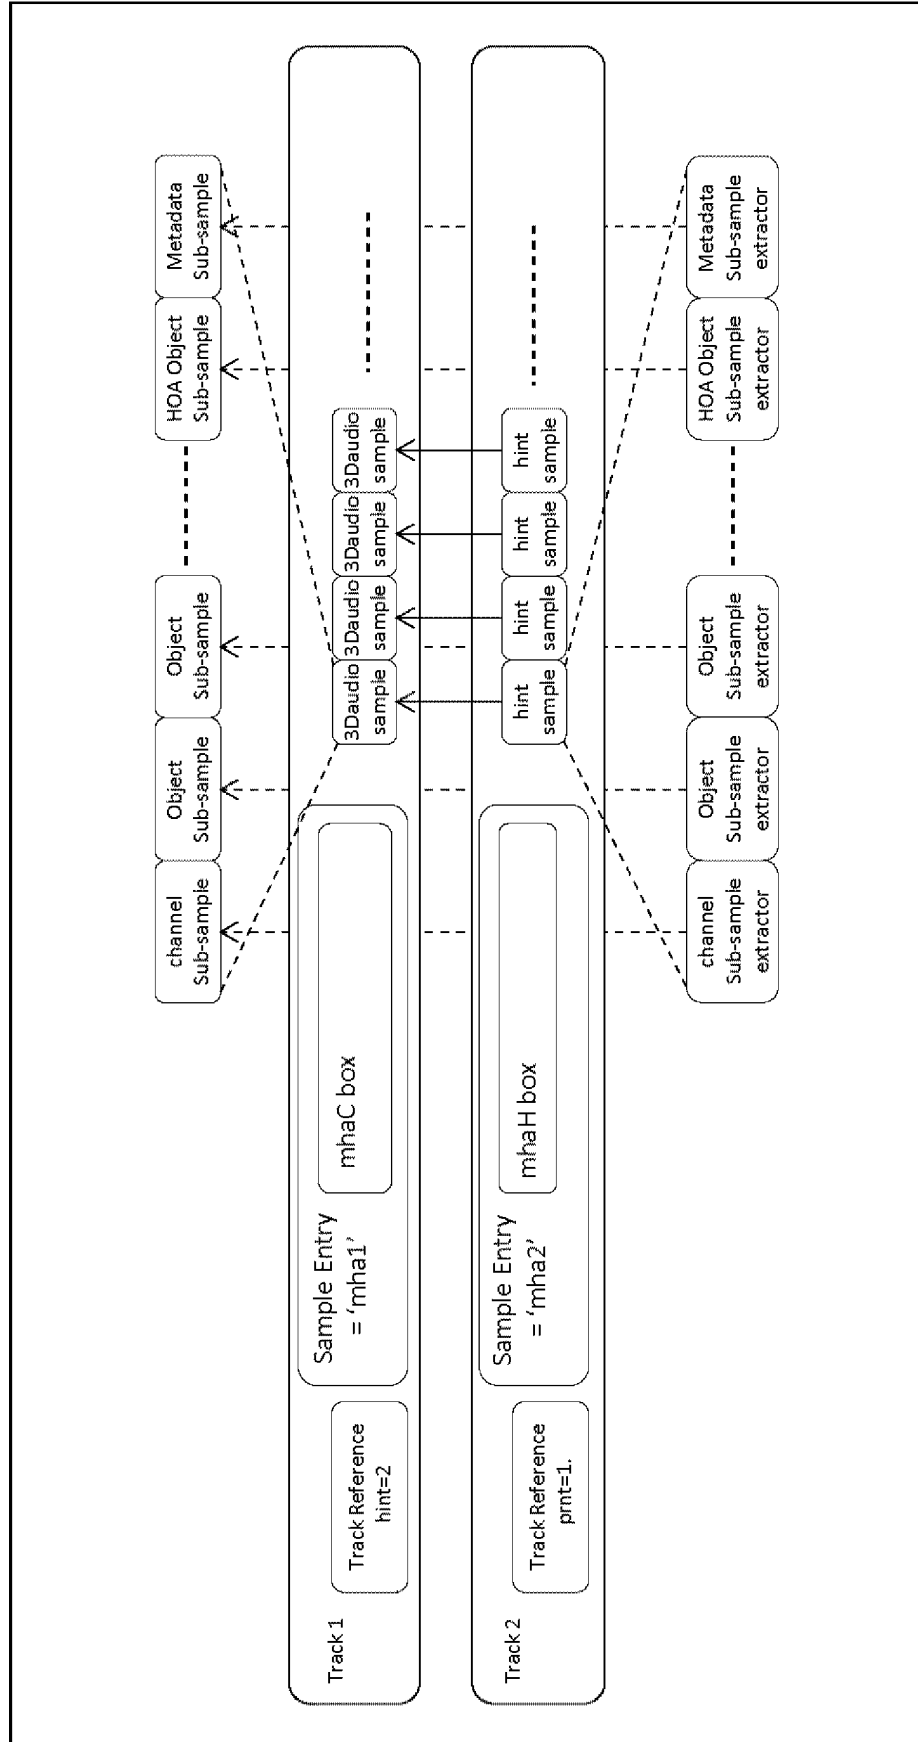 channel
Sub-sample
Object
Sub-sample
Object
Sub-sample
HOA Object
Sub-sample
Metadata
Sub-sample
Track 1
Track Reference
hint=2
Sample Entry
= ‘mha1’
mhaC box
3Daudio
sample
3Daudio
sample
3Daudio
sample
3Daudio
sample
Track 2
Track Reference
prnt=1.
Sample Entry
= ‘mha2’
mhaH box
hint
sample
hint
sample
hint
sample
hint
sample
channel
Sub-sample
extractor
Object
Sub-sample
extractor
Object
Sub-sample
extractor
HOA Object
Sub-sample
extractor
Metadata
Sub-sample
extractor